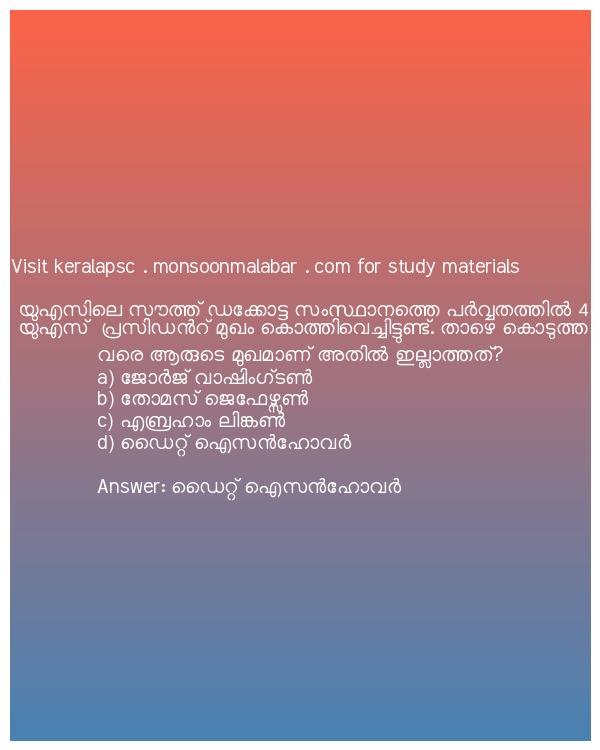 Visit keralapsc . monsoonmalabar . com for study materials
യുഎസിലെ സൗത്ത് ഡക്കോട്ട സംസ്ഥാനത്തെ പർവ്വതത്തിൽ 4
യുഎസ്  പ്രസിഡൻറ് മുഖം കൊത്തിവെച്ചിട്ടുണ്ട്. താഴെ കൊടുത്ത
വരെ ആരുടെ മുഖമാണ് അതിൽ ഇല്ലാത്തത്?
a) ജോർജ് വാഷിംഗ്ടൺ
b) തോമസ് ജെഫേഴ്സൺ
c) എബ്രഹാം ലിങ്കൺ
d) ഡൈറ്റ് ഐസൻഹോവർ
Answer: ഡൈറ്റ് ഐസൻഹോവർ